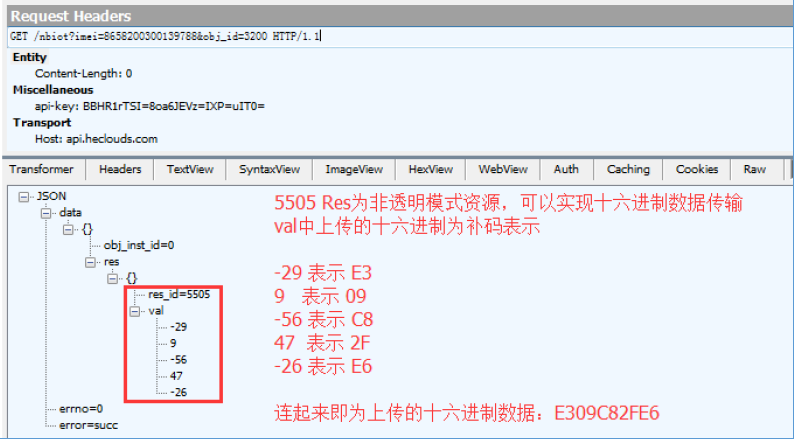 Request Headers
GET /nbiot?imei=8658200300139788&obj_id=3200 HTTP/1.1
Entity
Content-Length: 0
Miscellaneous
api-key: BBHR1rTSI=8oa6JEVz=IXP=uIT0=
Transport
Host: api.heclouds.com
Transformer Headers TextView SyntaxView ImageView HexView WebView Auth Caching Cookies Raw
JSON
data
{}
obj_inst_id=0
res
{}
res_id=5505
val
-29
9
-56
47
-26
errno=0
error=succ
5505 Res为非透明模式资源，可以实现十六进制数据传输
val中上传的十六进制为补码表示
-29 表示 E3
9 表示 09
-56 表示 C8
47 表示 2F
-26 表示 E6
连起来即为上传的十六进制数据：E309C82FE6